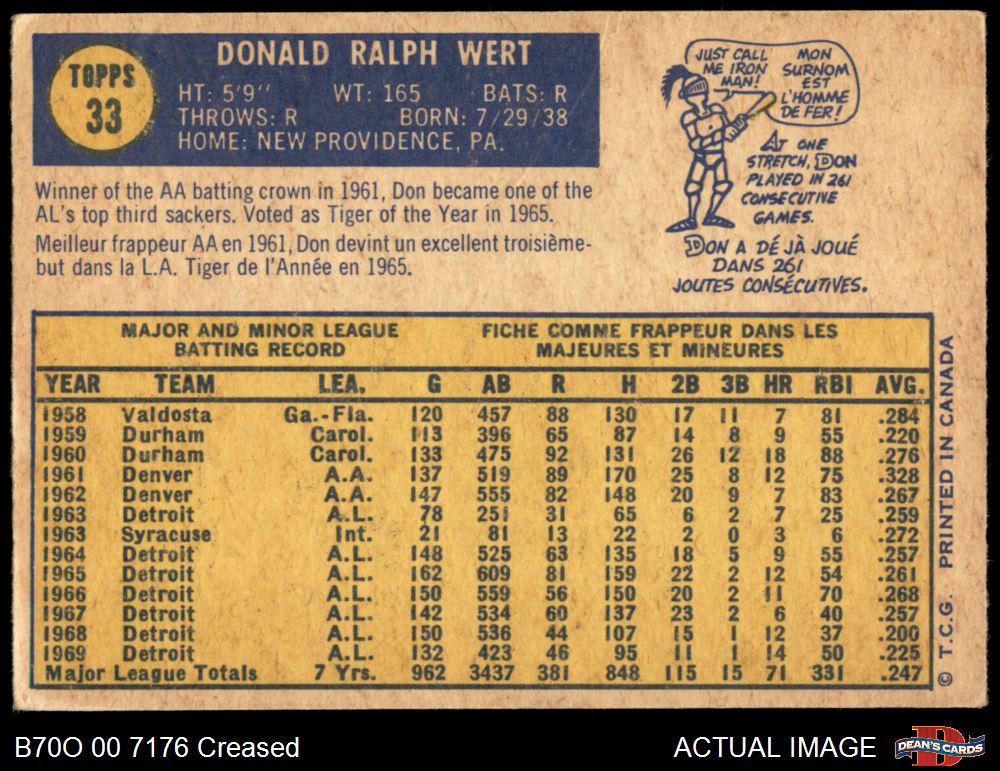 TOPPS
33
DONALD RALPH WERT
HT: 5'9" WT: 165 BATS: R
THROWS: R BORN: 7/29/38
HOME: NEW PROVIDENCE, PA.
Winner of the AA batting crown in 1961, Don became one of the
AL's top third sackers. Voted as Tiger of the Year in 1965.
Meilleur frappeur AA en 1961, Don devint un excellent troisième-
but dans la L.A. Tiger de l'Année en 1965.
JUST CALL
ME IRON
MAN!
MON
SURNOM
EST
L'HOMME
DE FER!
AT ONE
STRETCH, DON
PLAYED IN 261
CONSECUTIVE
GAMES.
DON A DÉJÀ JOUÉ
DANS 261
JOUTES CONSÉCUTIVES.
MAJOR AND MINOR LEAGUE
BATTING RECORD
FICHE COMME FRAPPEUR DANS LES
MAJEURES ET MINEURES
YEAR TEAM LEA. G AB R H 2B 3B HR RBI AVG.
1958 Valdosta Ga.-Fla. 120 457 88 130 17 11 7 81 .284
1959 Durham Carol. 113 396 65 87 14 8 9 55 .220
1960 Durham Carol. 133 475 92 131 26 12 18 88 .276
1961 Denver A.A. 137 519 89 170 25 8 12 75 .328
1962 Denver A.A. 147 555 82 148 20 9 7 83 .267
1963 Detroit A.L. 78 251 31 65 6 2 7 25 .259
1963 Syracuse Int. 21 81 13 22 2 0 3 6 .272
1964 Detroit A.L. 148 525 63 135 18 5 9 55 .257
1965 Detroit A.L. 162 609 81 159 22 2 12 54 .261
1966 Detroit A.L. 150 559 56 150 20 2 11 70 .268
1967 Detroit A.L. 142 534 60 137 23 2 6 40 .257
1968 Detroit A.L. 150 536 44 107 15 1 12 37 .200
1969 Detroit A.L. 132 423 46 95 11 1 14 50 .225
Major League Totals 7 Yrs. 962 3437 381 848 115 15 71 331 .247
© T.C.G. PRINTED IN CANADA
B70O 00 7176 Creased
ACTUAL IMAGE
D
DEAN'S CARDS